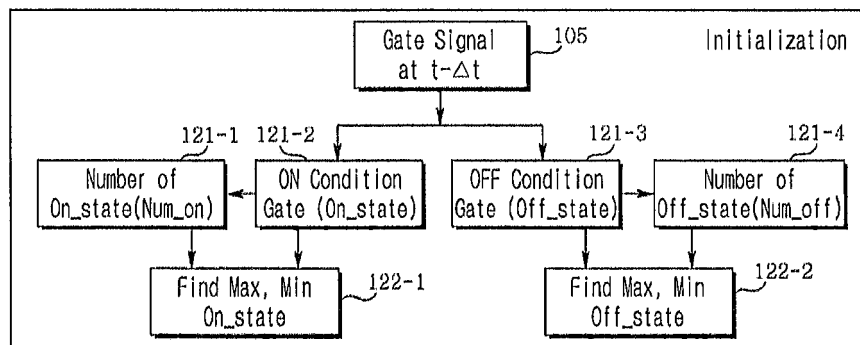 Initialization
Gate Signal
at t-△t
105
121-1
121-2
121-3
121-4
Number of
On_state(Num_on)
ON Condition
Gate (On_state)
OFF Condition
Gate (Off_state)
Number of
Off_state(Num_off)
Find Max, Min
On_state
122-1
Find Max, Min
Off_state
122-2